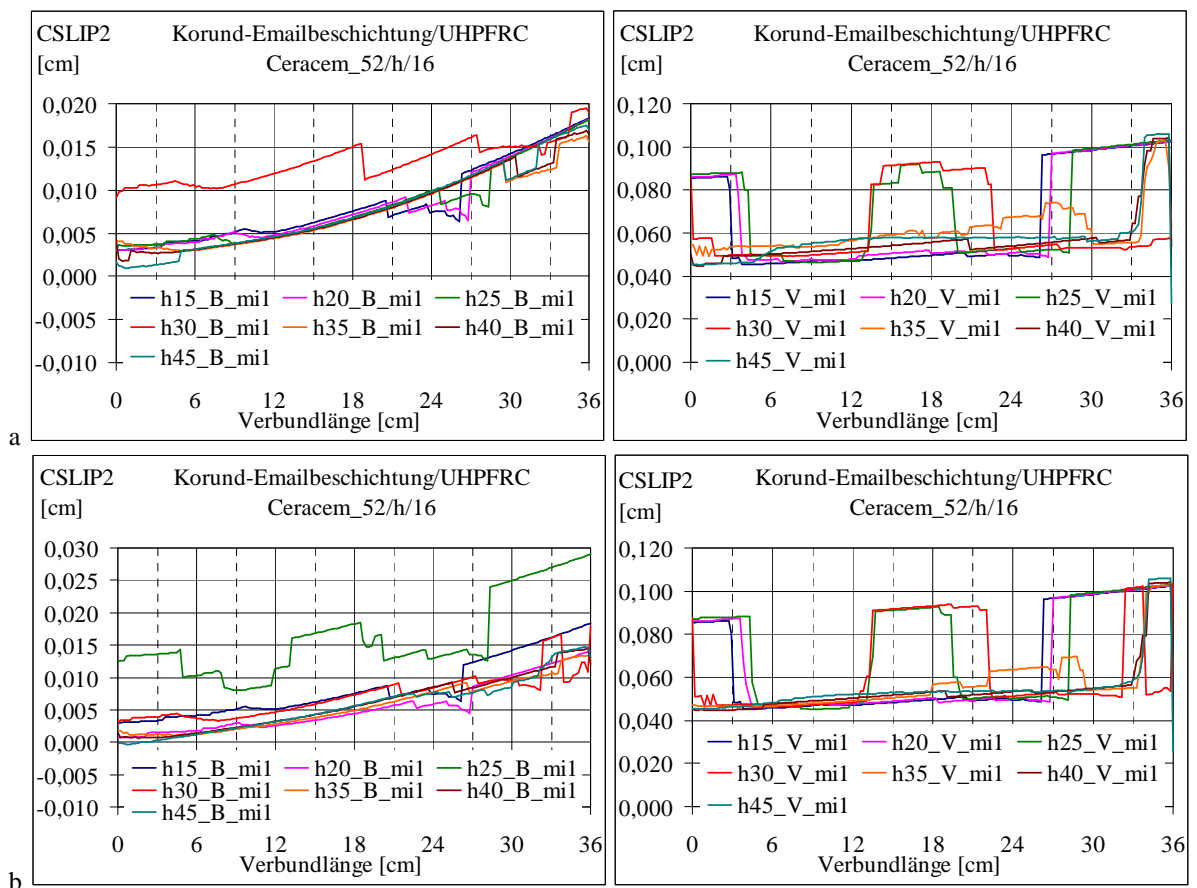 CSLIP2 Korund-Emailbeschichtung/UHPFRC
[cm] Ceracem_52/h/16
0,020
0,015
0,010
0,005
0,000
-0,005
-0,010
h15_B_mi1 h20_B_mi1 h25_B_mi1
h30_B_mi1 h35_B_mi1 h40_B_mi1
h45_B_mi1
0 6 12 18 24 30 36
Verbundlänge [cm]
CSLIP2 Korund-Emailbeschichtung/UHPFRC
[cm] Ceracem_52/h/16
0,120
0,100
0,080
0,060
0,040
0,020
0,000
h15_V_mi1 h20_V_mi1 h25_V_mi1
h30_V_mi1 h35_V_mi1 h40_V_mi1
h45_V_mi1
0 6 12 18 24 30 36
Verbundlänge [cm]
a
CSLIP2 Korund-Emailbeschichtung/UHPFRC
[cm] Ceracem_52/h/16
0,030
0,025
0,020
0,015
0,010
0,005
0,000
-0,005
-0,010
h15_B_mi1 h20_B_mi1 h25_B_mi1
h30_B_mi1 h35_B_mi1 h40_B_mi1
h45_B_mi1
0 6 12 18 24 30 36
Verbundlänge [cm]
CSLIP2 Korund-Emailbeschichtung/UHPFRC
[cm] Ceracem_52/h/16
0,120
0,100
0,080
0,060
0,040
0,020
0,000
h15_V_mi1 h20_V_mi1 h25_V_mi1
h30_V_mi1 h35_V_mi1 h40_V_mi1
h45_V_mi1
0 6 12 18 24 30 36
Verbundlänge [cm]
b